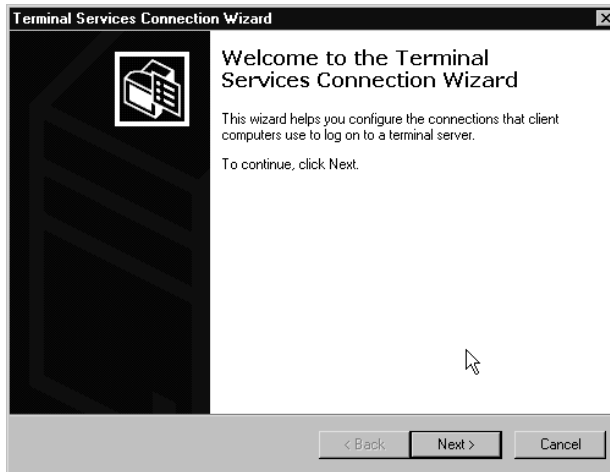 Terminal Services Connection Wizard
Welcome to the Terminal
Services Connection Wizard
This wizard helps you configure the connections that client
computers use to log on to a terminal server.
To continue, click Next.
< Back
Next >
Cancel